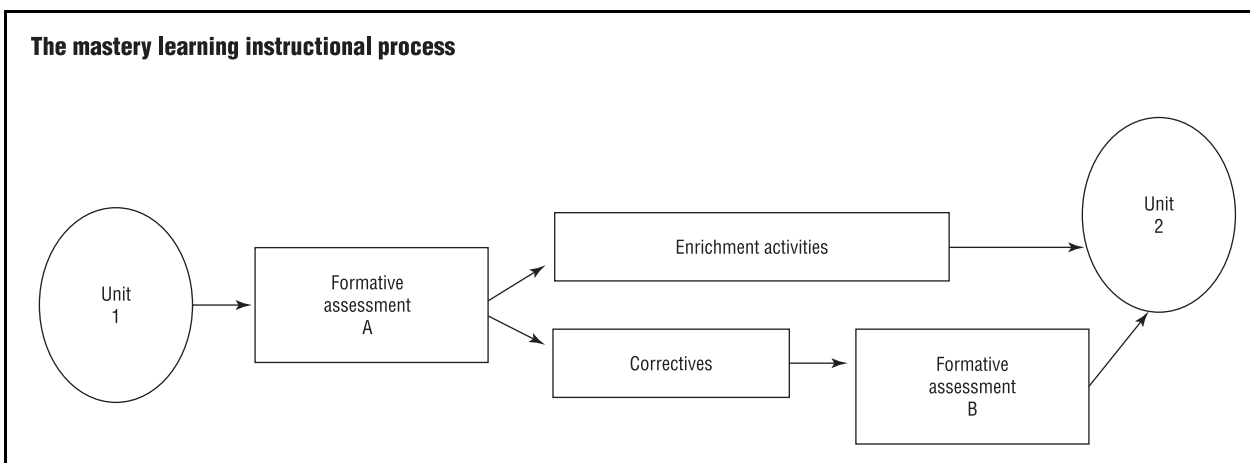 The mastery learning instructional process
Unit
1
Formative
assessment
A
Enrichment activities
Correctives
Formative
assessment
B
Unit
2